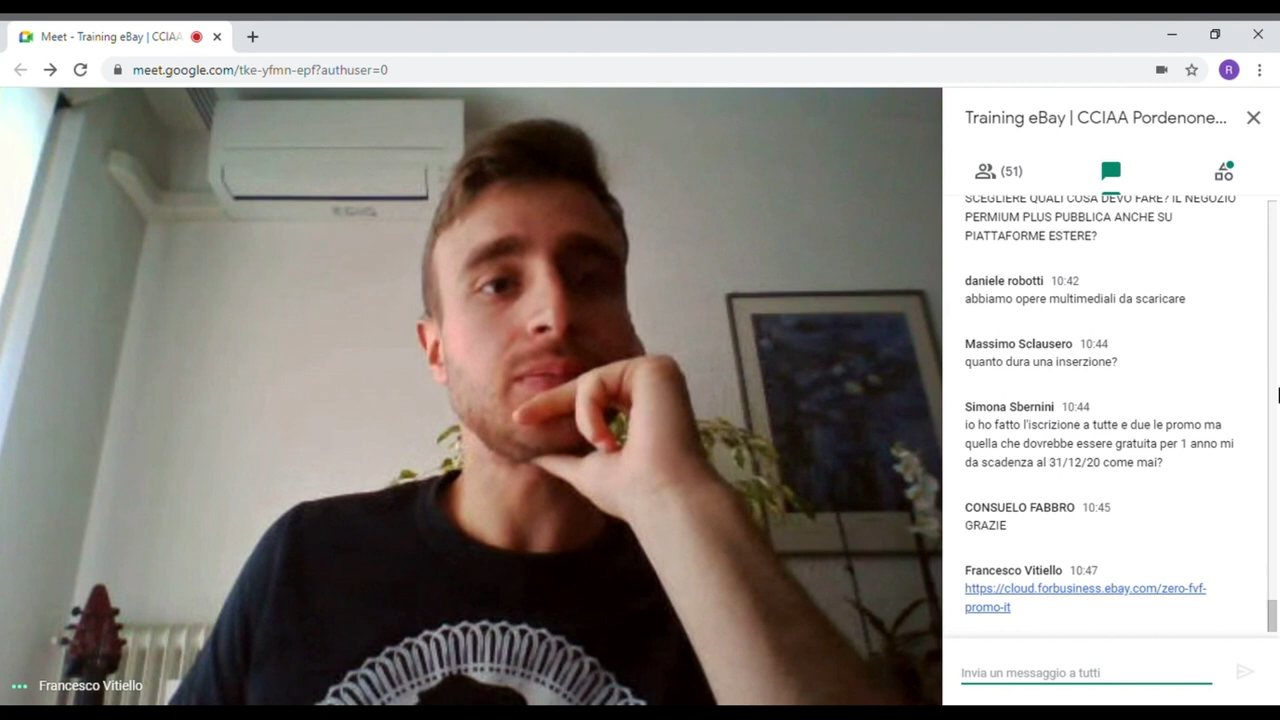 Meet - Training eBay | CCIAA
meet.google.com/tke-yfmn-epf?authuser=0
R
Training eBay | CCIAA Pordenone...
(51)
SCEGLIERE QUALI COSA DEVO FARE? IL NEGOZIO
PERMIUM PLUS PUBBLICA ANCHE SU
PIATTAFORME ESTERE?
daniele robotti 10:42
abbiamo opere multimediali da scaricare
Massimo Sclausero 10:44
quanto dura una inserzione?
Simona Sbernini 10:44
io ho fatto l'iscrizione a tutte e due le promo ma
quella che dovrebbe essere gratuita per 1 anno mi
da scadenza al 31/12/20 come mai?
CONSUELO FABBRO 10:45
GRAZIE
Francesco Vitiello 10:47
https://cloud.forbusiness.ebay.com/zero-fvf-
promo-it
Invia un messaggio a tutti
Francesco Vitiello